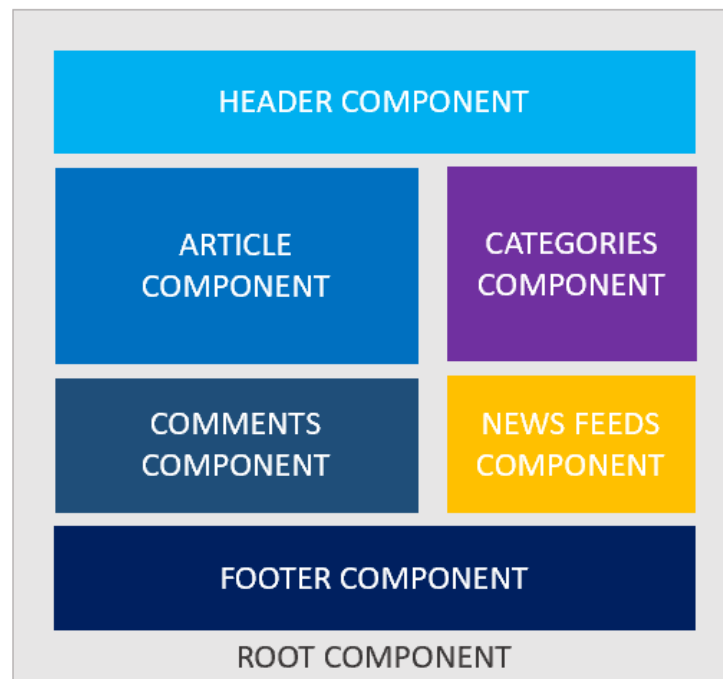 HEADER COMPONENT
ARTICLE
COMPONENT
CATEGORIES
COMPONENT
COMMENTS
COMPONENT
NEWS FEEDS
COMPONENT
FOOTER COMPONENT
ROOT COMPONENT